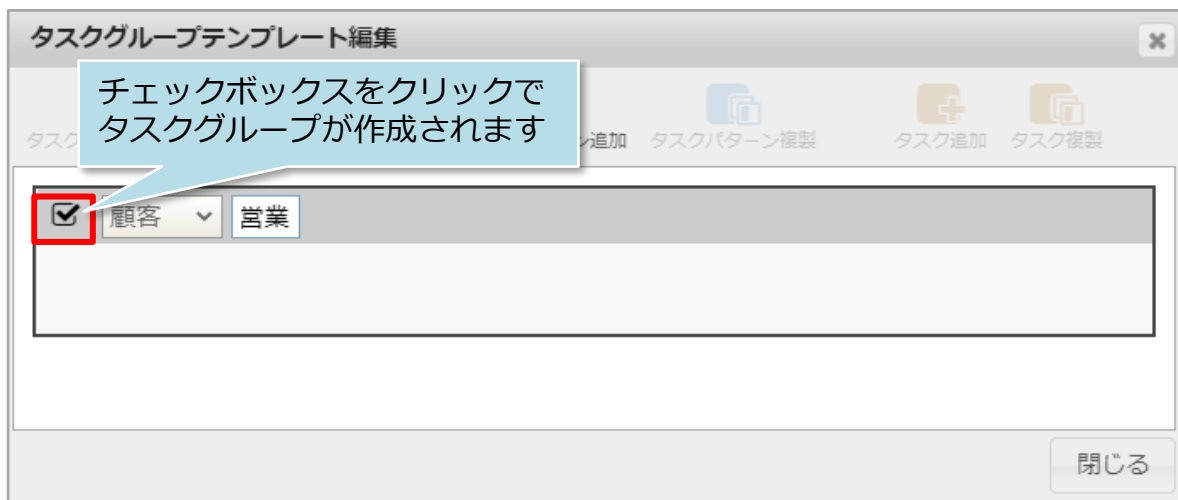 タスクグループテンプレート編集
チェックボックスをクリックで
タスクグループが作成されます
タスク
ン追加 タスクパターン複製 タスク追加 タスク複製
顧客 営業
閉じる